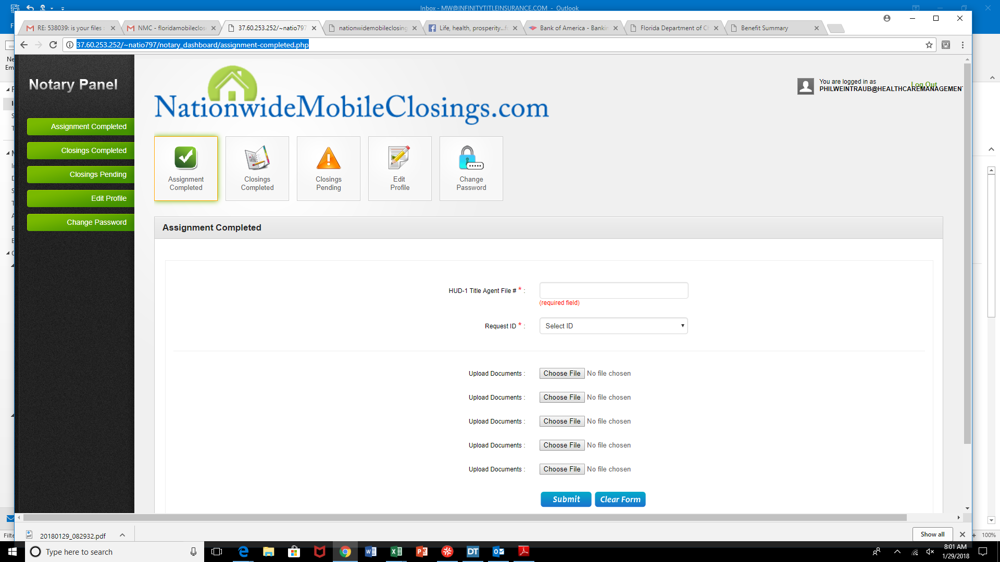 Inbox - MW@INFINITYTITLEINSURANCE.COM - Outlook
RE: 538039: is your files
NMC - floridamobileclos
37.60.253.252/~natio797
nationwidemobileclosing
Life, health, prosperity...f
Bank of America - Bankin
Florida Department of C
Benefit Summary
37.60.253.252/~natio797/notary_dashboard/assignment-completed.php
Notary Panel
Assignment Completed
Closings Completed
Closings Pending
Edit Profile
Change Password
NationwideMobileClosings.com
You are logged in as
PHILWEINTRAUB@HEALTHCAREMANAGEMENT
Log Out
Assignment
Completed
Closings
Completed
Closings
Pending
Edit
Profile
Change
Password
Assignment Completed
HUD-1 Title Agent File # * :
(required field)
Request ID * :
Select ID
Upload Documents : Choose File No file chosen
Upload Documents : Choose File No file chosen
Upload Documents : Choose File No file chosen
Upload Documents : Choose File No file chosen
Upload Documents : Choose File No file chosen
Submit
Clear Form
20180129_082932.pdf
Show all
100%
Type here to search
8:01 AM
1/29/2018